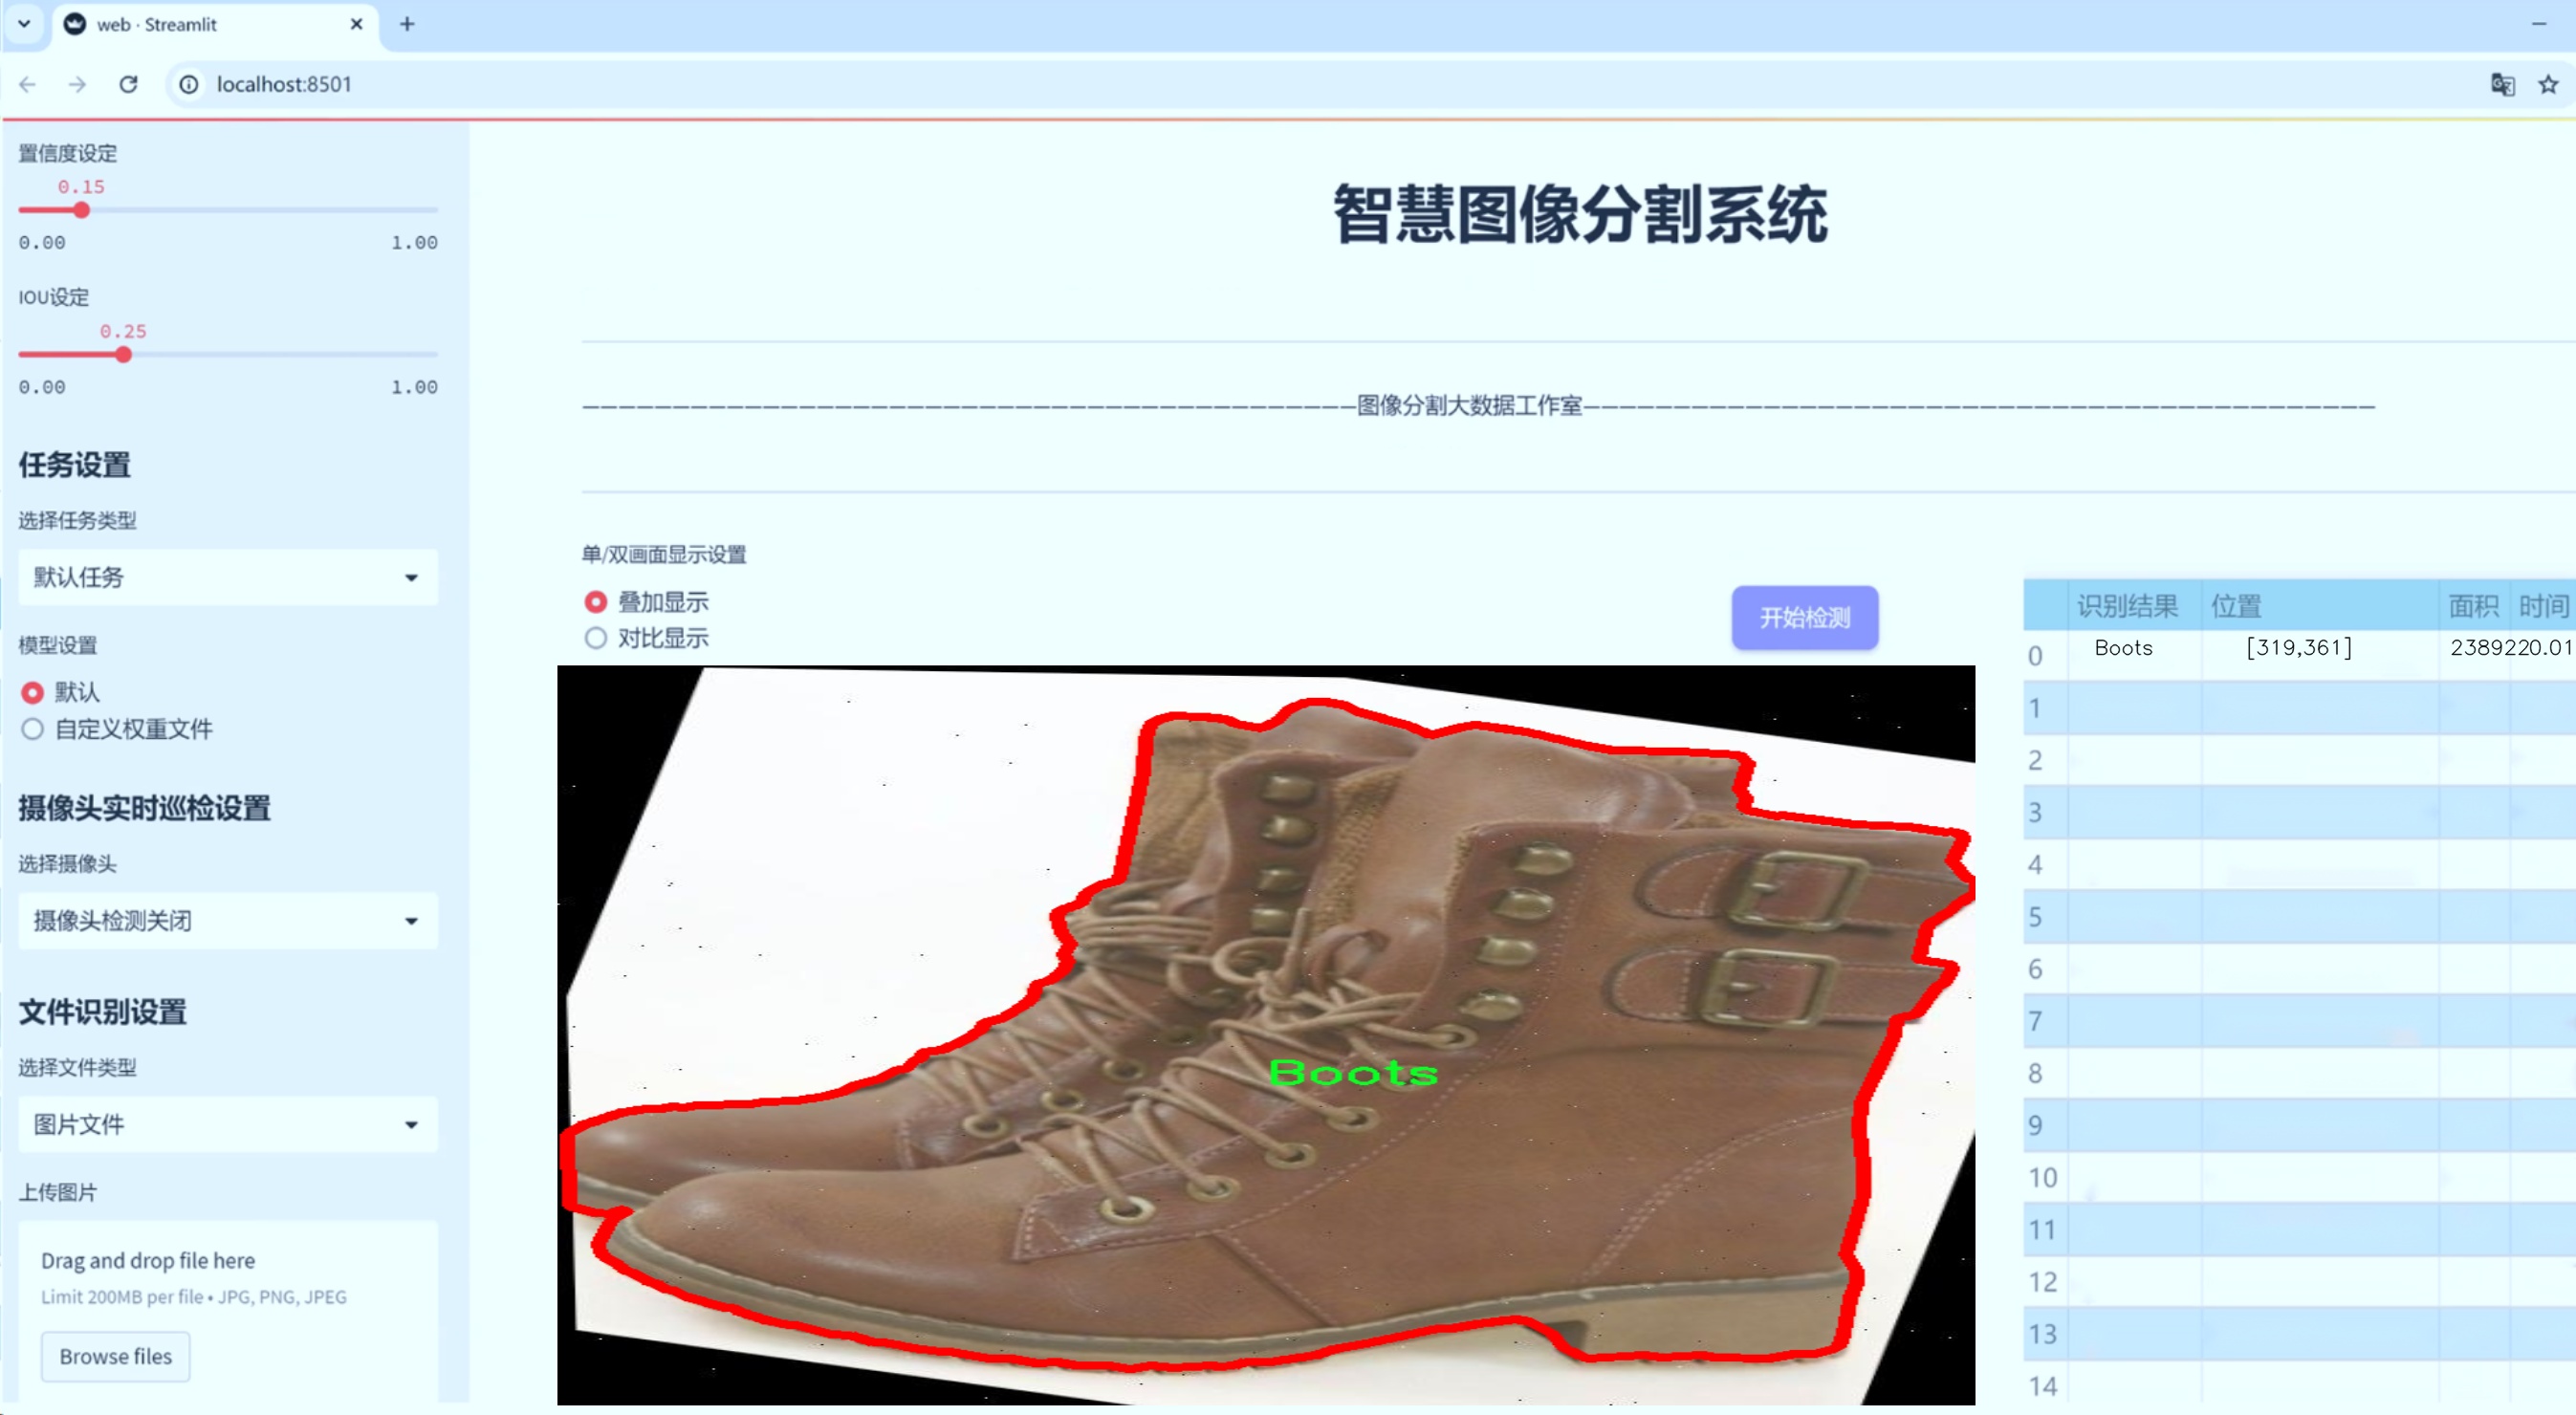 web · Streamlit
localhost:8501
置信度设定
0.15
0.00 1.00
IOU设定
0.25
0.00 1.00
任务设置
选择任务类型
默认任务
模型设置
默认
自定义权重文件
摄像头实时巡检设置
选择摄像头
摄像头检测关闭
文件识别设置
选择文件类型
图片文件
上传图片
Drag and drop file here
Limit 200MB per file • JPG, PNG, JPEG
Browse files
智慧图像分割系统
———————————————————————————————————————————图像分割大数据工作室————————————————————————————————————————————
单/双画面显示设置
叠加显示
对比显示
开始检测
Boots
识别结果 位置 面积 时间
0 Boots [319,361] 2389220.01
1
2
3
4
5
6
7
8
9
10
11
12
13
14